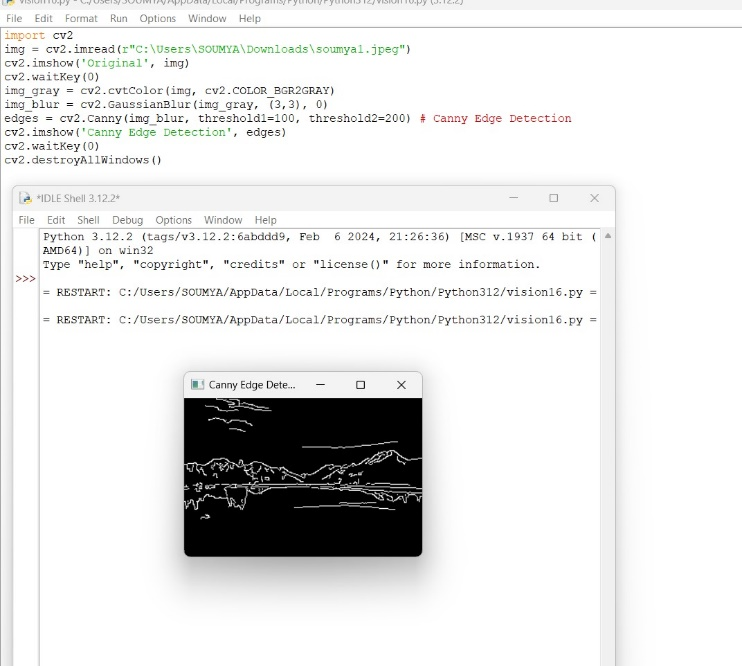 vision16.py - C:/Users/SOUMYA/AppData/Local/Programs/Python/Python312/vision16.py (3.12.2)
File Edit Format Run Options Window Help
import cv2
img = cv2.imread(r"C:\Users\SOUMYA\Downloads\soumya1.jpeg")
cv2.imshow('Original', img)
cv2.waitKey(0)
img_gray = cv2.cvtColor(img, cv2.COLOR_BGR2GRAY)
img_blur = cv2.GaussianBlur(img_gray, (3,3), 0)
edges = cv2.Canny(img_blur, threshold1=100, threshold2=200) # Canny Edge Detection
cv2.imshow('Canny Edge Detection', edges)
cv2.waitKey(0)
cv2.destroyAllWindows()
*IDLE Shell 3.12.2*
File Edit Shell Debug Options Window Help
Python 3.12.2 (tags/v3.12.2:6abddd9, Feb 6 2024, 21:26:36) [MSC v.1937 64 bit (
AMD64)] on win32
Type "help", "copyright", "credits" or "license()" for more information.
>>>
= RESTART: C:/Users/SOUMYA/AppData/Local/Programs/Python/Python312/vision16.py =
= RESTART: C:/Users/SOUMYA/AppData/Local/Programs/Python/Python312/vision16.py =
Canny Edge Dete...